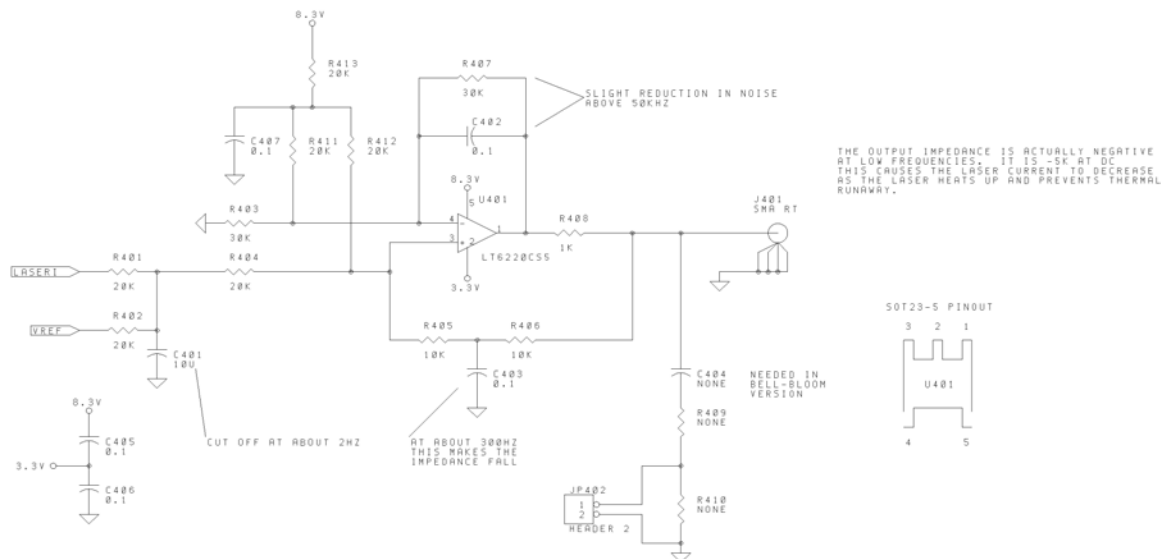 8.3V
R413
20K
R407
30K
SLIGHT REDUCTION IN NOISE
ABOVE 50KHZ
C402
0.1
C407
0.1
R411
20K
R412
20K
THE OUTPUT IMPEDANCE IS ACTUALLY NEGATIVE
AT LOW FREQUENCIES. IT IS -5K AT DC
THIS CAUSES THE LASER CURRENT TO DECREASE
AS THE LASER HEATS UP AND PREVENTS THERMAL
RUNAWAY.
8.3V
5
U401
R403
30K
4
3
2
1
LT6220CS5
3.3V
R408
1K
J401
SMA RT
LASERI
R401
20K
R404
20K
VREF
R402
20K
C401
10U
R405
10K
R406
10K
C403
0.1
SOT23-5 PINOUT
3 2 1
U401
4 5
C404
NONE
NEEDED IN
BELL-BLOOM
VERSION
R409
NONE
8.3V
C405
0.1
3.3V
C406
0.1
CUT OFF AT ABOUT 2HZ
AT ABOUT 300HZ
THIS MAKES THE
IMPEDANCE FALL
JP402
1
2
HEADER 2
R410
NONE